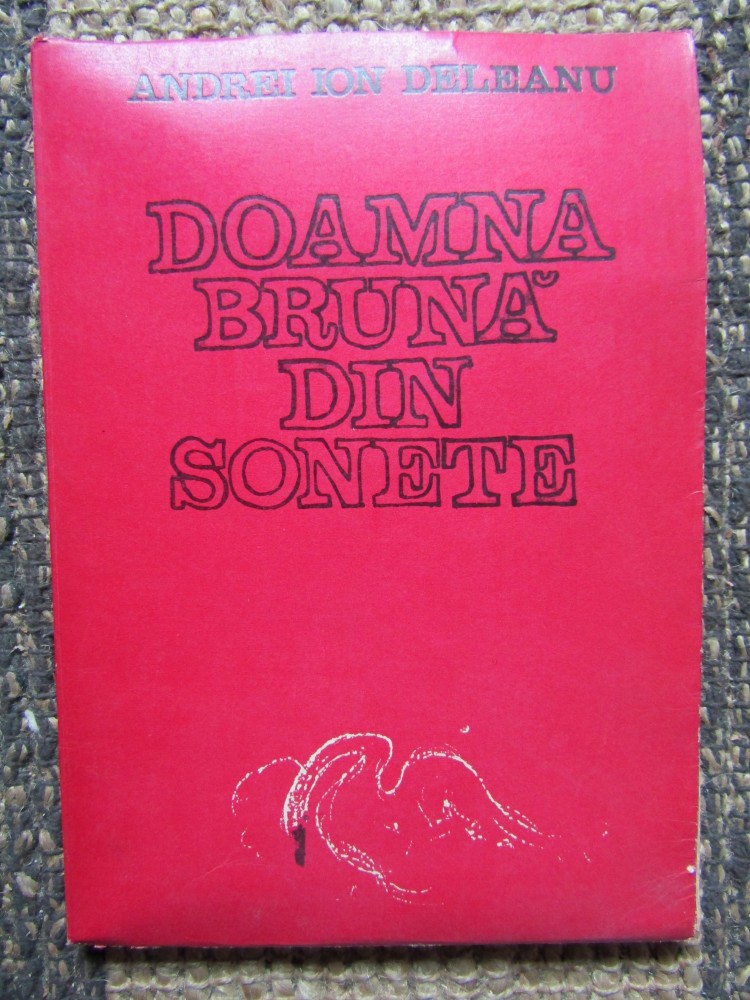 ANDREI ION DELEANU
DOAMNA
BRUNĂ
DIN
SONETE